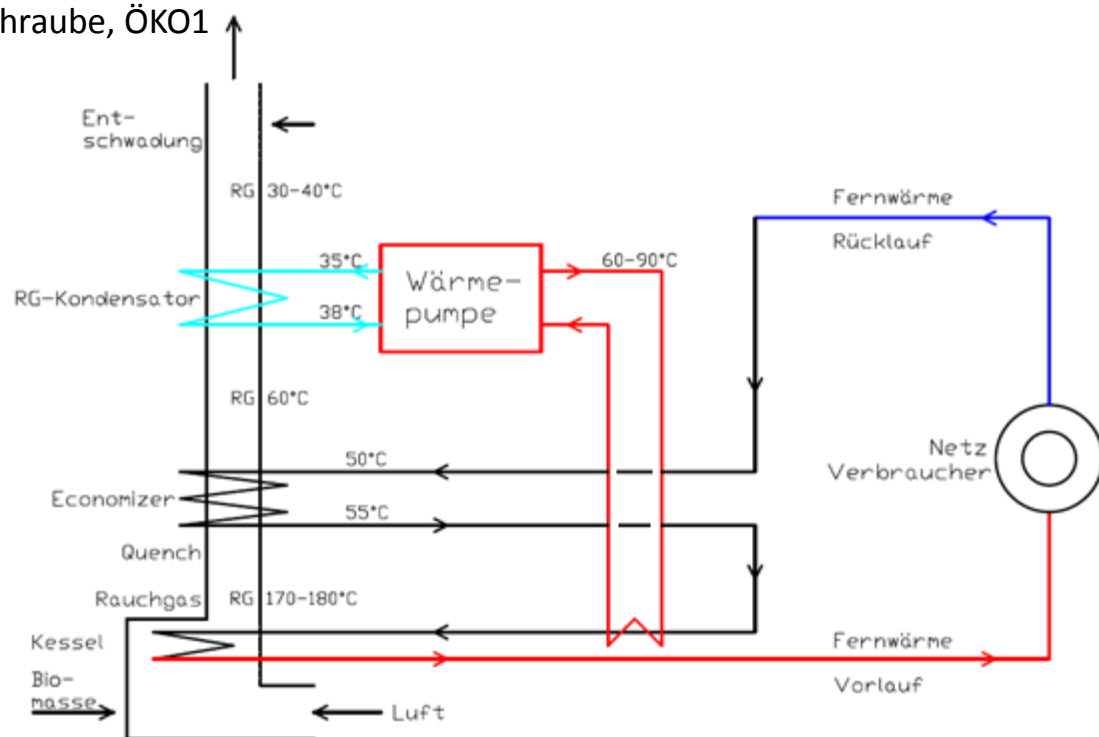 hraube, ÖKO1
Ent-
schwadung
RG 30-40°C
Fernwärme
Rücklauf
35°C
60-90°C
RG-Kondensator
Wärme-
pumpe
38°C
RG 60°C
Netz
Verbraucher
50°C
Economizer
55°C
Quench
Rauchgas RG 170-180°C
Kessel
Fernwärme
Vorlauf
Bio-
masse
Luft